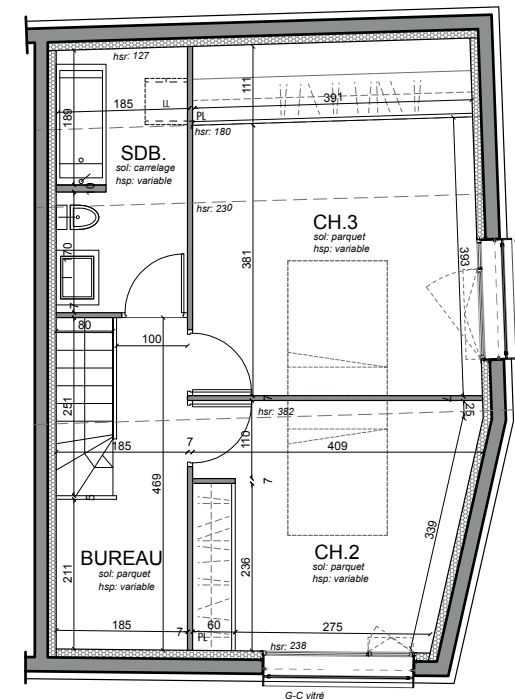 hsr: 127
185
LL
111
391
189
PL
hsr: 180
SDB.
sol: carrelage
hsp: variable
hsr: 230
CH.3
sol: parquet
hsp: variable
170
381
393
7
80
100
251
hsr: 382
7
25
110
185
7
409
469
7
339
BUREAU
sol: parquet
hsp: variable
211
236
CH.2
sol: parquet
hsp: variable
185
7
60
275
PL
hsr: 238
G-C vitré